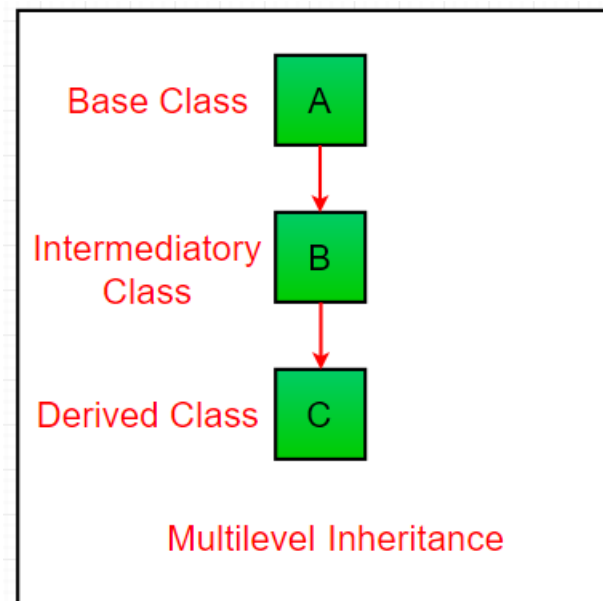 Base Class A
Intermediatory
Class
B
Derived Class C
Multilevel Inheritance